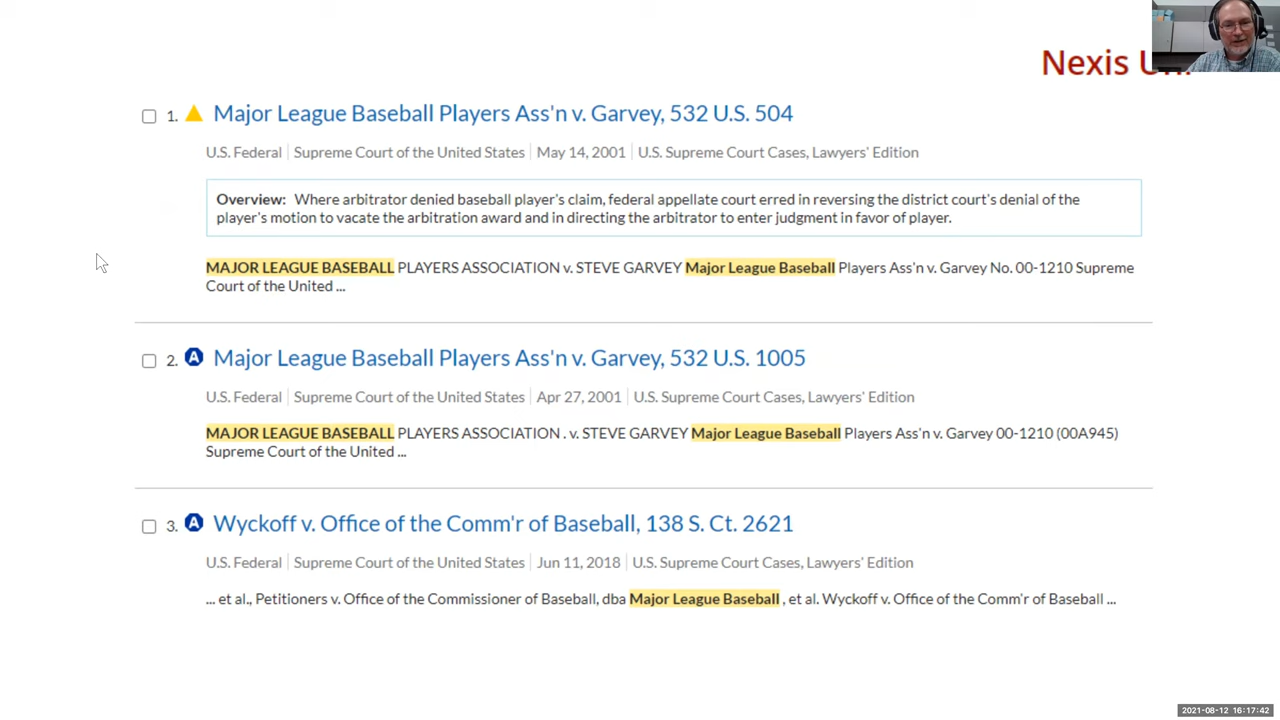 Nexis Uni
1. Major League Baseball Players Ass'n v. Garvey, 532 U.S. 504
U.S. Federal | Supreme Court of the United States | May 14, 2001 | U.S. Supreme Court Cases, Lawyers' Edition
Overview: Where arbitrator denied baseball player's claim, federal appellate court erred in reversing the district court's denial of the
player's motion to vacate the arbitration award and in directing the arbitrator to enter judgment in favor of player.
MAJOR LEAGUE BASEBALL PLAYERS ASSOCIATION v. STEVE GARVEY Major League Baseball Players Ass'n v. Garvey No. 00-1210 Supreme
Court of the United ...
2. A Major League Baseball Players Ass'n v. Garvey, 532 U.S. 1005
U.S. Federal | Supreme Court of the United States | Apr 27, 2001 | U.S. Supreme Court Cases, Lawyers' Edition
MAJOR LEAGUE BASEBALL PLAYERS ASSOCIATION . v. STEVE GARVEY Major League Baseball Players Ass'n v. Garvey 00-1210 (00A945)
Supreme Court of the United ...
3. A Wyckoff v. Office of the Comm'r of Baseball, 138 S. Ct. 2621
U.S. Federal | Supreme Court of the United States | Jun 11, 2018 | U.S. Supreme Court Cases, Lawyers' Edition
... et al., Petitioners v. Office of the Commissioner of Baseball, dba Major League Baseball , et al. Wyckoff v. Office of the Comm'r of Baseball ...
2021-08-12 16:17:42